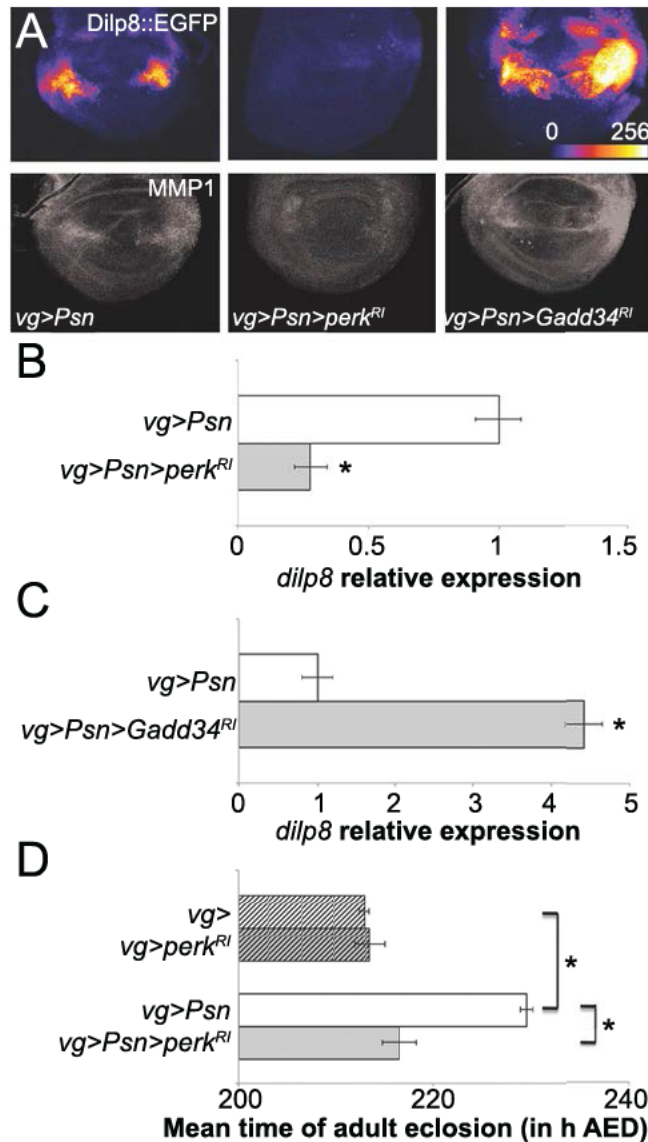 A
Dilp8::EGFP
0 256
MMP1
vg>Psn vg>Psn>perk^RI vg>Psn>Gadd34^RI
B
vg>Psn
vg>Psn>perk^RI *
0 0.5 1 1.5
dilp8 relative expression
C
vg>Psn
vg>Psn>Gadd34^RI *
0 1 2 3 4 5
dilp8 relative expression
D
vg>
vg>perk^RI
*
vg>Psn
*
vg>Psn>perk^RI
200 220 240
Mean time of adult eclosion (in h AED)